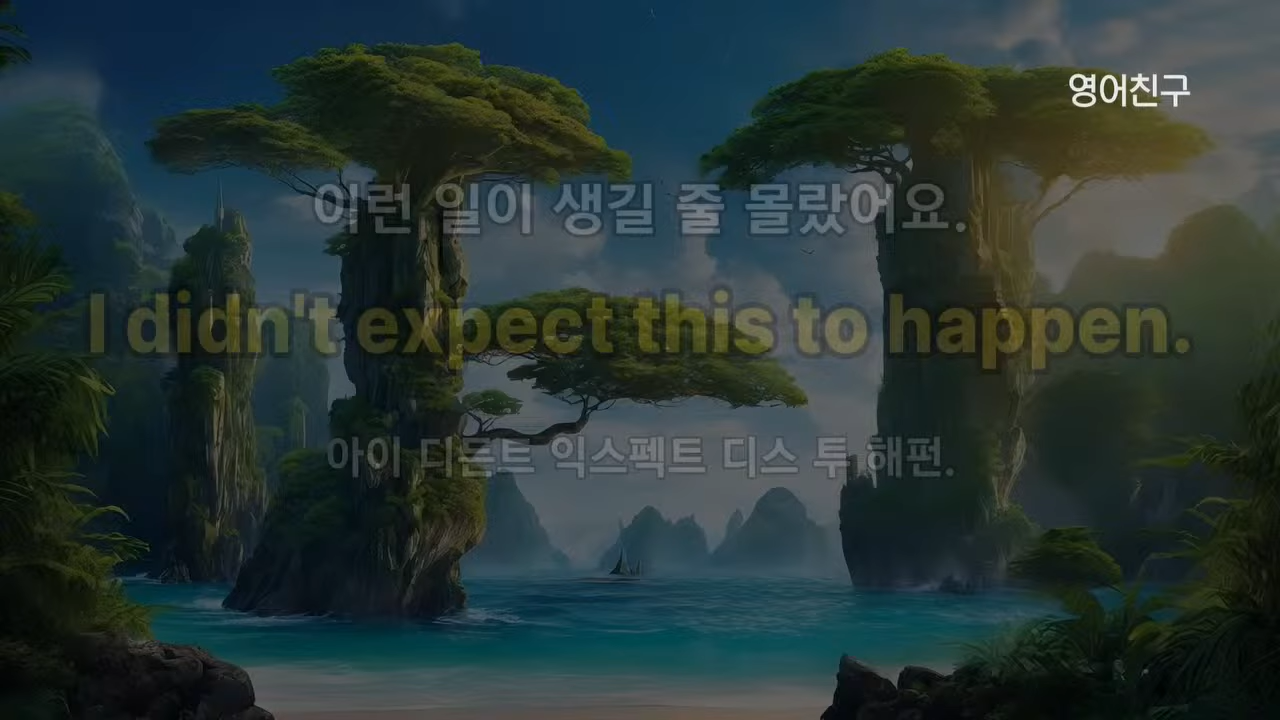 영어친구
이런 일이 생길 줄 몰랐어요.
I didn't expect this to happen.
아이 디든트 익스펙트 디스 투 해펀.